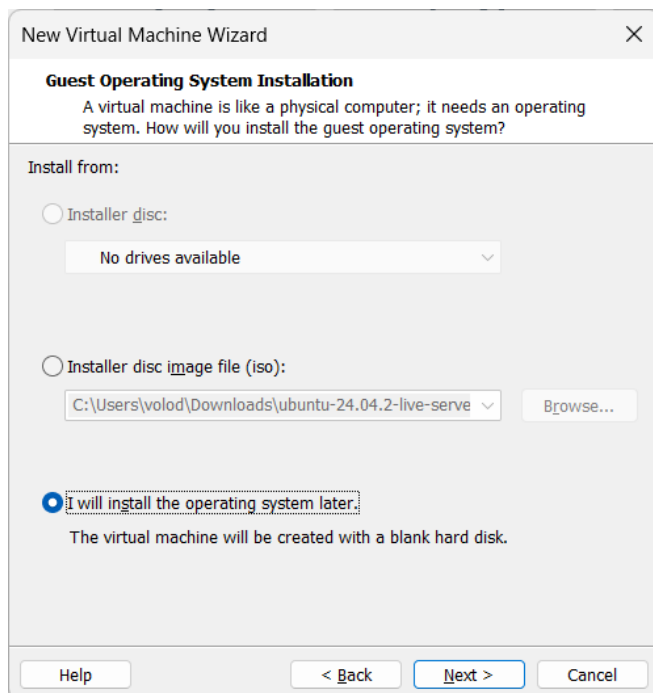 New Virtual Machine Wizard
Guest Operating System Installation
A virtual machine is like a physical computer; it needs an operating
system. How will you install the guest operating system?
Install from:
Installer disc:
No drives available
Installer disc image file (iso):
C:\Users\volod\Downloads\ubuntu-24.04.2-live-serve
Browse...
I will install the operating system later.
The virtual machine will be created with a blank hard disk.
Help
< Back
Next >
Cancel